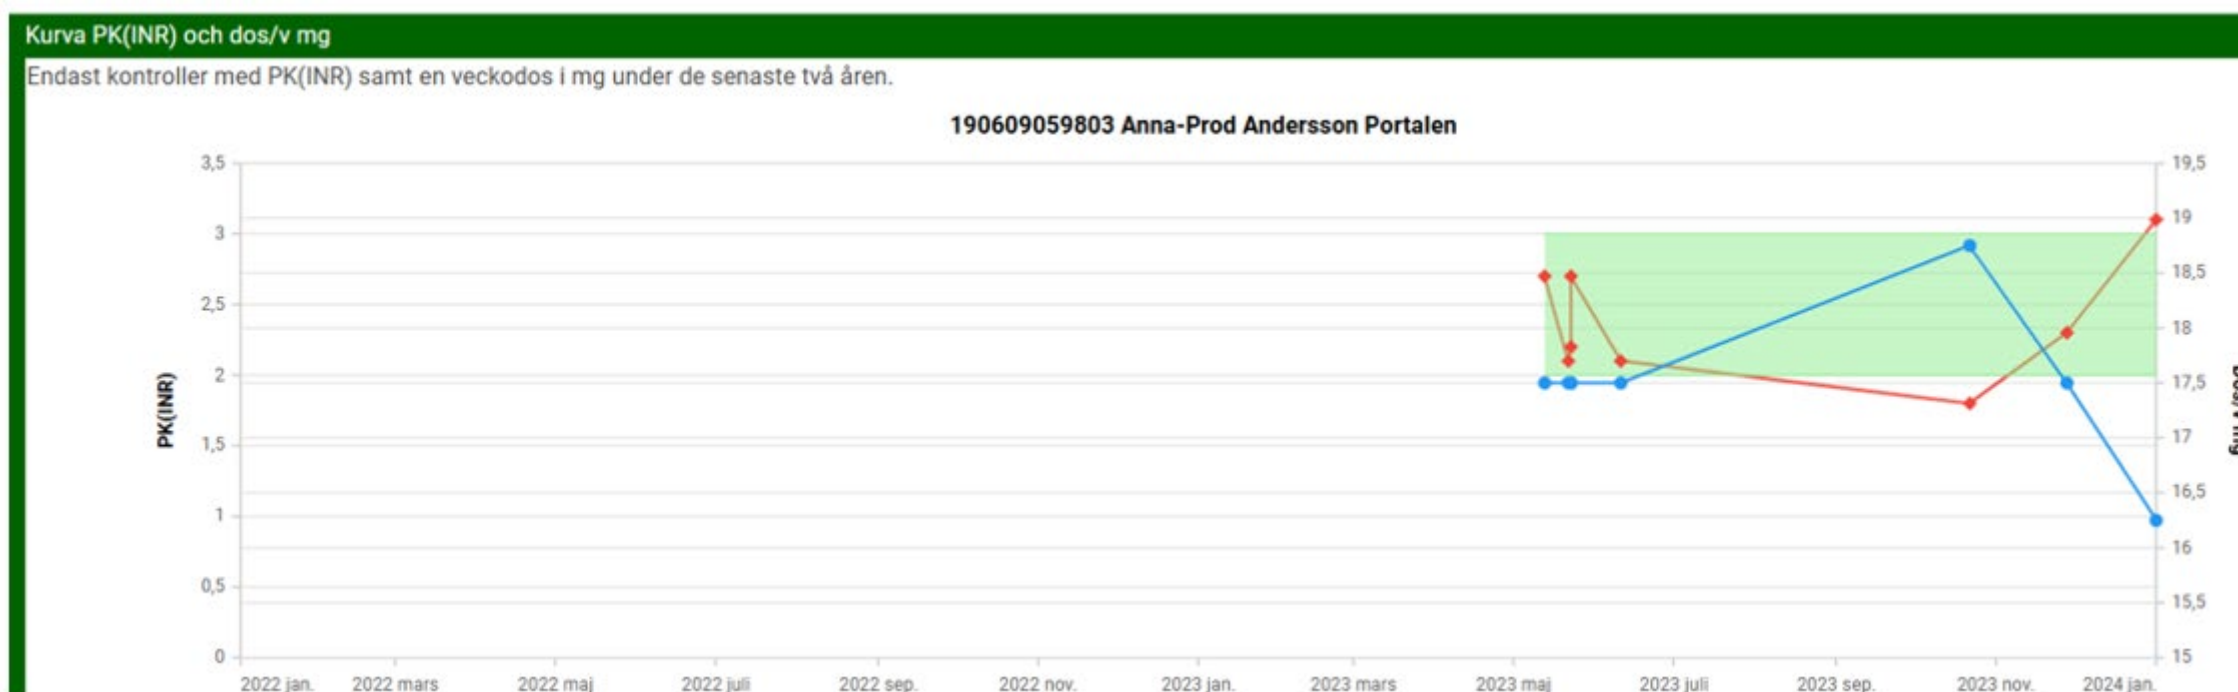 Kurva PK(INR) och dos/v mg
Endast kontroller med PK(INR) samt en veckodos i mg under de senaste två åren.
190609059803 Anna-Prod Andersson Portalen
3,5
3
2,5
2
1,5
1
0,5
0
PK(INR)
19,5
19
18,5
18
17,5
17
16,5
16
15,5
15
2022 jan.
2022 mars
2022 maj
2022 juli
2022 sep.
2022 nov.
2023 jan.
2023 mars
2023 maj
2023 juli
2023 sep.
2023 nov.
2024 jan.